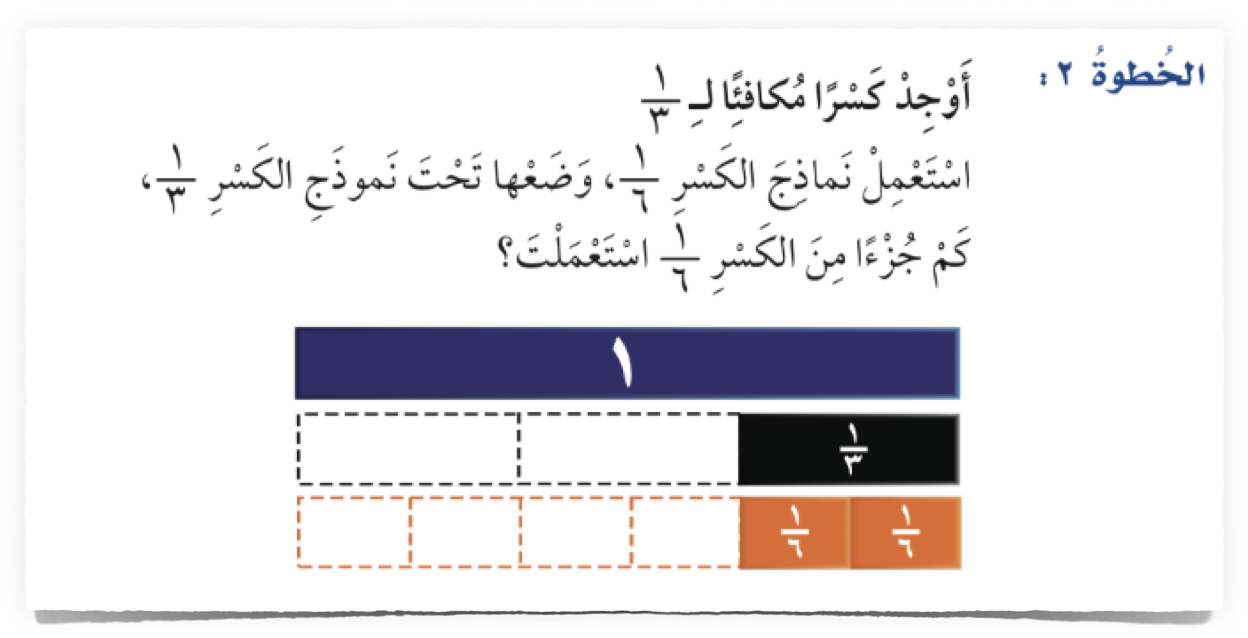 الخُطوةُ ٢ :
أَوْجِدْ كَسْرًا مُكافِئًا لـِ ١/٣
اسْتَعْمِلْ نَماذِجَ الكَسْرِ ١/٦، وَضَعْها تَحْتَ نَموذَجِ الكَسْرِ ١/٣،
كَمْ جُزْءًا مِنَ الكَسْرِ ١/٦ اسْتَعْمَلْتَ؟
١
١/٣
١/٦ ١/٦